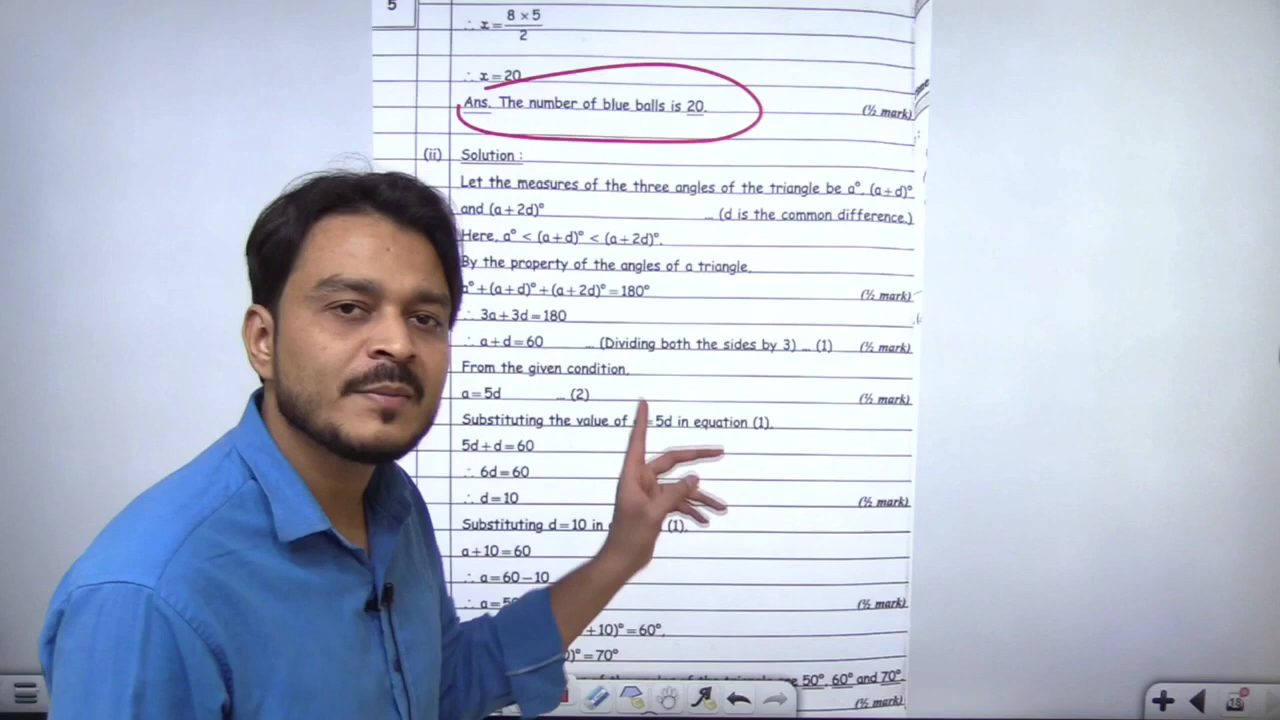 5
∴ x = 8 × 5 / 2
∴ x = 20
Ans. The number of blue balls is 20.
(½ mark)
(ii) Solution :
Let the measures of the three angles of the triangle be a°, (a + d)°
and (a + 2d)° ... (d is the common difference.)
Here, a° < (a + d)° < (a + 2d)°.
By the property of the angles of a triangle,
a° + (a + d)° + (a + 2d)° = 180° (½ mark)
∴ 3a + 3d = 180
∴ a + d = 60 ... (Dividing both the sides by 3) ... (1) (½ mark)
From the given condition,
a = 5d ... (2) (½ mark)
Substituting the value of = 5d in equation (1),
5d + d = 60
∴ 6d = 60
∴ d = 10 (½ mark)
Substituting d = 10 in (1),
a + 10 = 60
∴ a = 60 – 10
∴ a = 50 (½ mark)
+ 10)° = 60°,
)° = 70°
50°, 60° and 70°.
(½ mark)
18